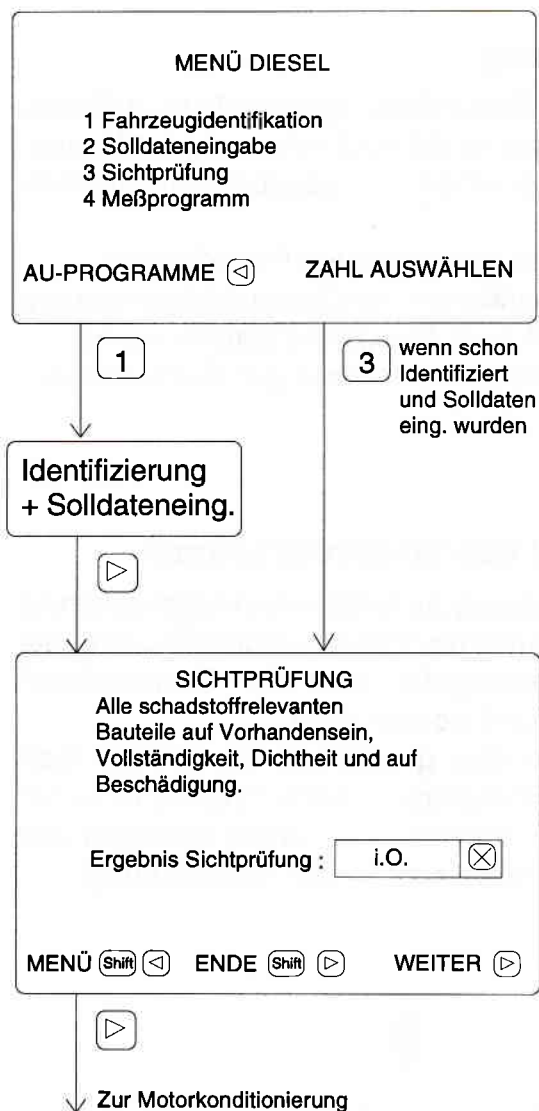 MENÜ DIESEL
1 Fahrzeugidentifikation
2 Solldateneingabe
3 Sichtprüfung
4 Meßprogramm
AU-PROGRAMME ZAHL AUSWÄHLEN
1
3 wenn schon
Identifiziert
und Solldaten
eing. wurden
Identifizierung
+ Solldateneing.
SICHTPRÜFUNG
Alle schadstoffrelevanten
Bauteile auf Vorhandensein,
Vollständigkeit, Dichtheit und auf
Beschädigung.
Ergebnis Sichtprüfung : i.O.
MENÜ Shift ENDE Shift WEITER
Zur Motorkonditionierung